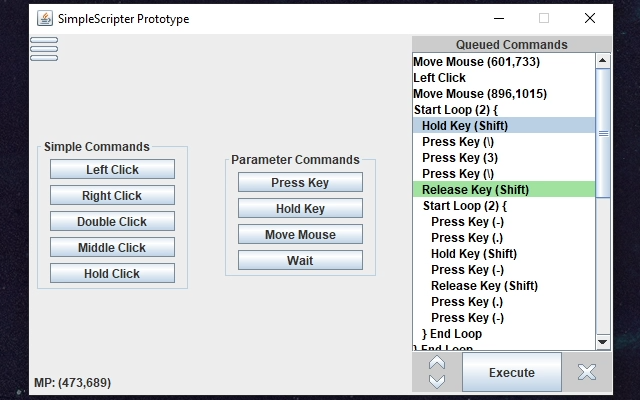 SimpleScripter Prototype
Simple Commands
Left Click
Right Click
Double Click
Middle Click
Hold Click
Parameter Commands
Press Key
Hold Key
Move Mouse
Wait
Queued Commands
Move Mouse (601,733)
Left Click
Move Mouse (896,1015)
Start Loop (2) {
Hold Key (Shift)
Press Key (\)
Press Key (3)
Press Key (\)
Release Key (Shift)
Start Loop (2) {
Press Key (-)
Press Key (.)
Hold Key (Shift)
Press Key (-)
Release Key (Shift)
Press Key (.)
Press Key (-)
} End Loop
} End Loop
Execute
MP: (473,689)